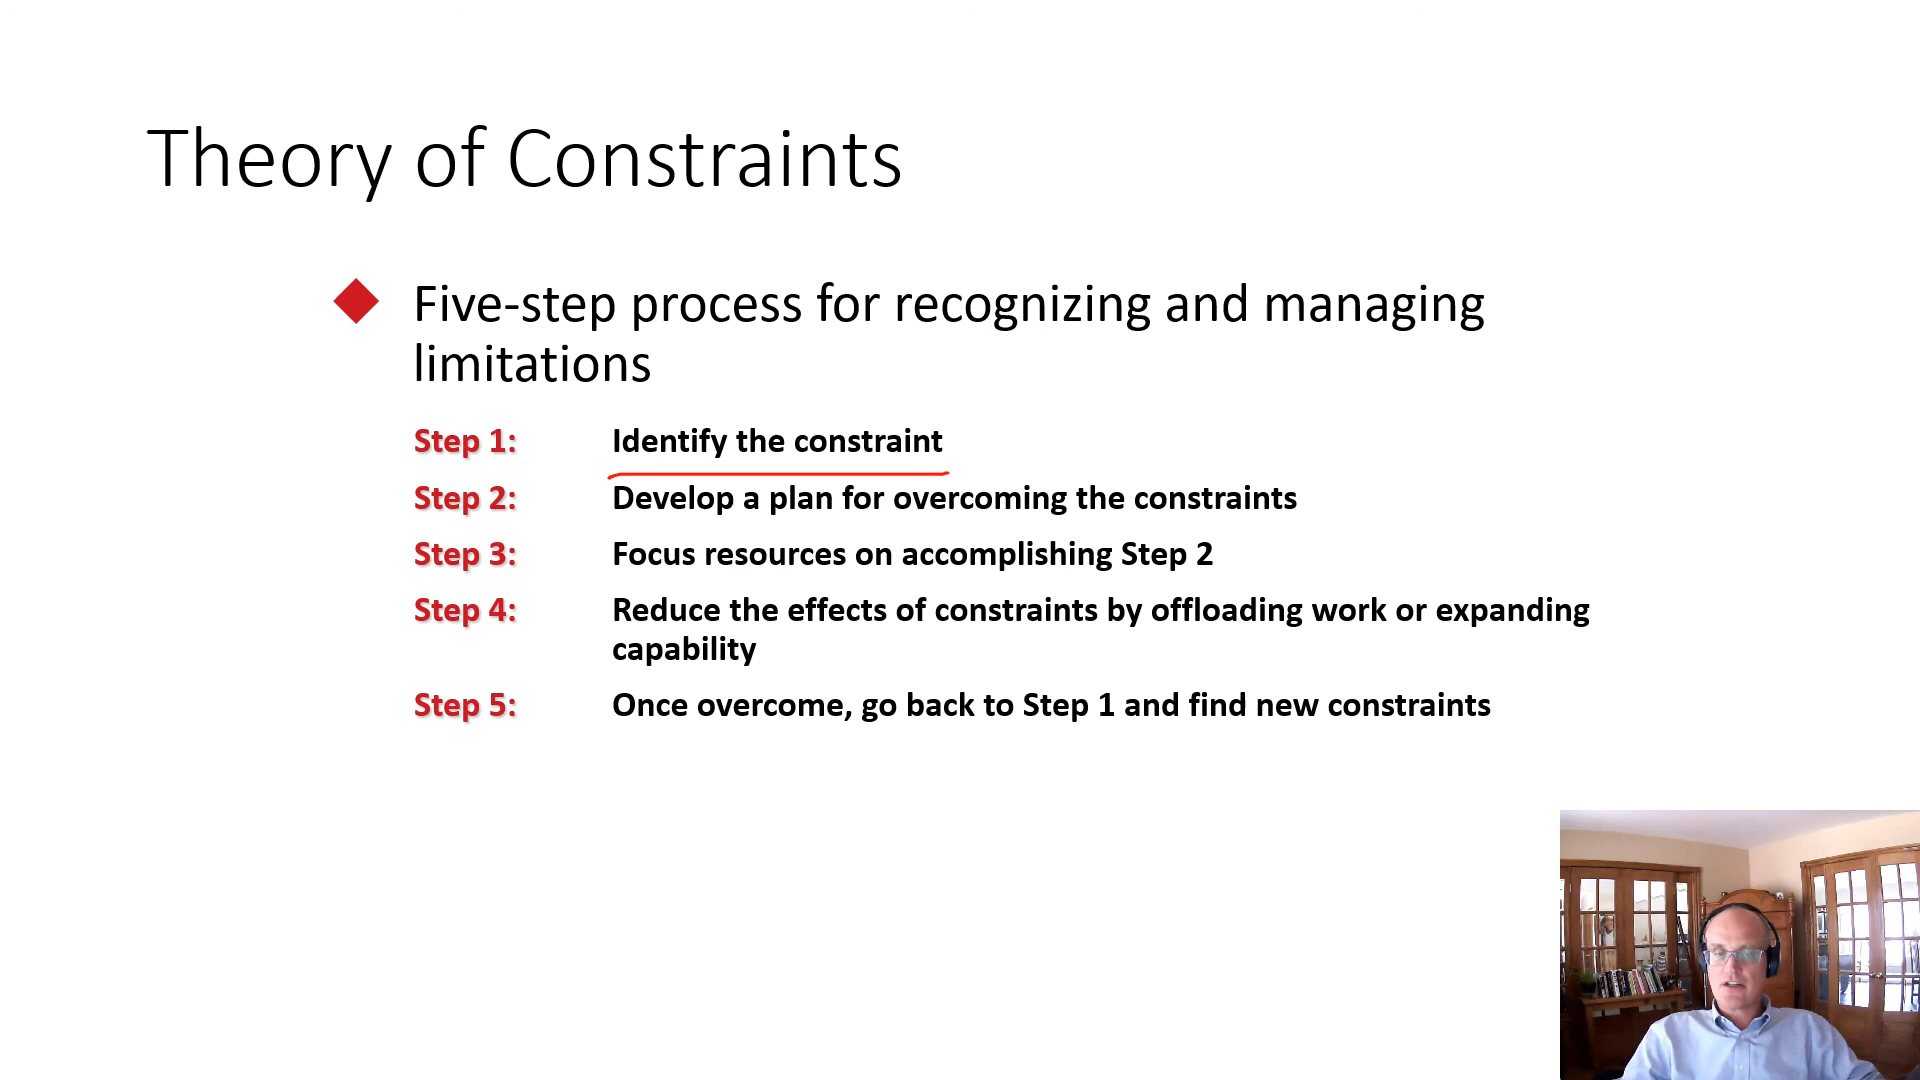 Theory of Constraints
Five-step process for recognizing and managing
limitations
Step 1: Identify the constraint
Step 2: Develop a plan for overcoming the constraints
Step 3: Focus resources on accomplishing Step 2
Step 4: Reduce the effects of constraints by offloading work or expanding
capability
Step 5: Once overcome, go back to Step 1 and find new constraints